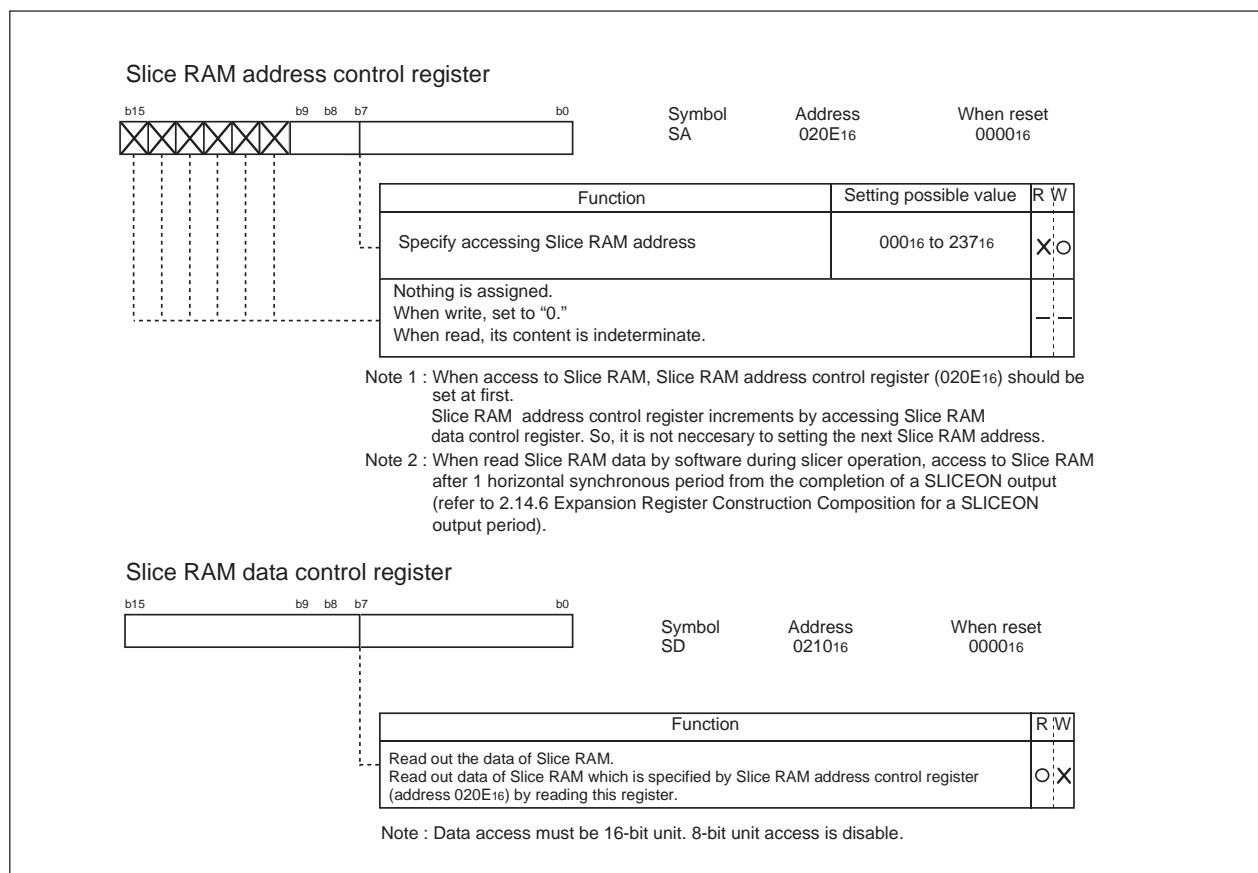 Slice RAM address control register
b15 b9 b8 b7 b0
Symbol Address When reset
SA 020E16 000016
Function Setting possible value R W
Specify accessing Slice RAM address 00016 to 23716 X O
Nothing is assigned.
When write, set to “0.”
When read, its content is indeterminate.
– –
Note 1 : When access to Slice RAM, Slice RAM address control register (020E16) should be
set at first.
Slice RAM address control register increments by accessing Slice RAM
data control register. So, it is not neccesary to setting the next Slice RAM address.
Note 2 : When read Slice RAM data by software during slicer operation, access to Slice RAM
after 1 horizontal synchronous period from the completion of a SLICEON output
(refer to 2.14.6 Expansion Register Construction Composition for a SLICEON
output period).
Slice RAM data control register
b15 b9 b8 b7 b0
Symbol Address When reset
SD 021016 000016
Function R W
Read out the data of Slice RAM.
Read out data of Slice RAM which is specified by Slice RAM address control register
(address 020E16) by reading this register.
O X
Note : Data access must be 16-bit unit. 8-bit unit access is disable.